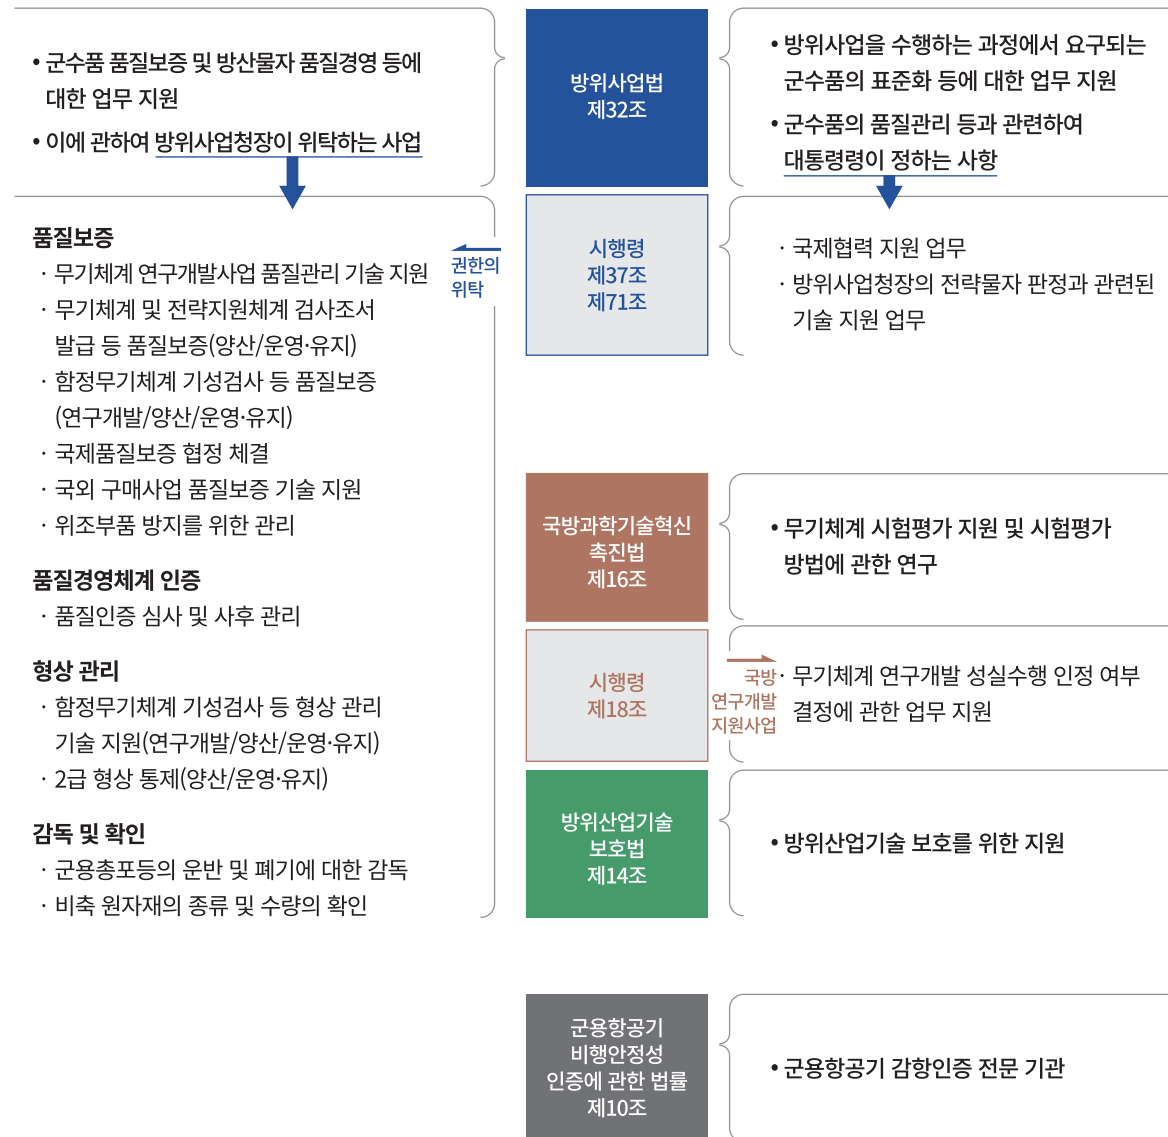 • 군수품 품질보증 및 방산물자 품질경영 등에
대한 업무 지원
• 이에 관하여 방위사업청장이 위탁하는 사업
방위사업법
제32조
• 방위사업을 수행하는 과정에서 요구되는
군수품의 표준화 등에 대한 업무 지원
• 군수품의 품질관리 등과 관련하여
대통령령이 정하는 사항
품질보증
· 무기체계 연구개발사업 품질관리 기술 지원
· 무기체계 및 전략지원체계 검사조서
발급 등 품질보증(양산/운영·유지)
· 함정무기체계 기성검사 등 품질보증
(연구개발/양산/운영·유지)
· 국제품질보증 협정 체결
· 국외 구매사업 품질보증 기술 지원
· 위조부품 방지를 위한 관리
품질경영체계 인증
· 품질인증 심사 및 사후 관리
형상 관리
· 함정무기체계 기성검사 등 형상 관리
기술 지원(연구개발/양산/운영·유지)
· 2급 형상 통제(양산/운영·유지)
감독 및 확인
· 군용총포등의 운반 및 폐기에 대한 감독
· 비축 원자재의 종류 및 수량의 확인
권한의
위탁
시행령
제37조
제71조
· 국제협력 지원 업무
· 방위사업청장의 전략물자 판정과 관련된
기술 지원 업무
국방과학기술혁신
촉진법
제16조
• 무기체계 시험평가 지원 및 시험평가
방법에 관한 연구
시행령
제18조
국방
연구개발
지원사업
· 무기체계 연구개발 성실수행 인정 여부
결정에 관한 업무 지원
방위산업기술
보호법
제14조
• 방위산업기술 보호를 위한 지원
군용항공기
비행안정성
인증에 관한 법률
제10조
• 군용항공기 감항인증 전문 기관